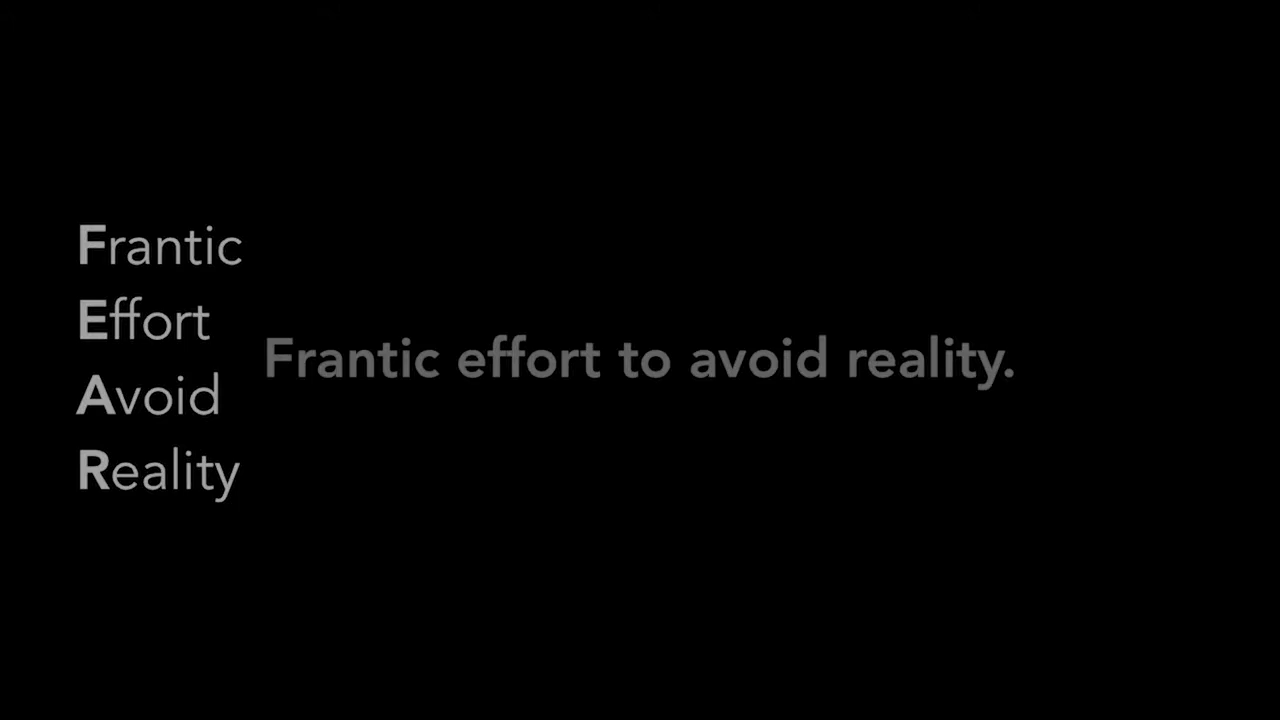 Frantic
Effort
Avoid
Reality
Frantic effort to avoid reality.